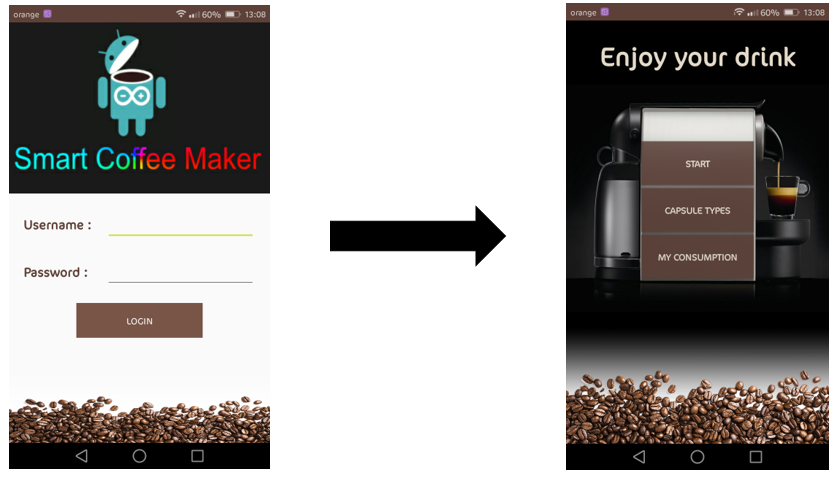 orange 60% 13:08
Smart Coffee Maker
Username :
Password :
LOGIN
orange 60% 13:08
Enjoy your drink
START
CAPSULE TYPES
MY CONSUMPTION